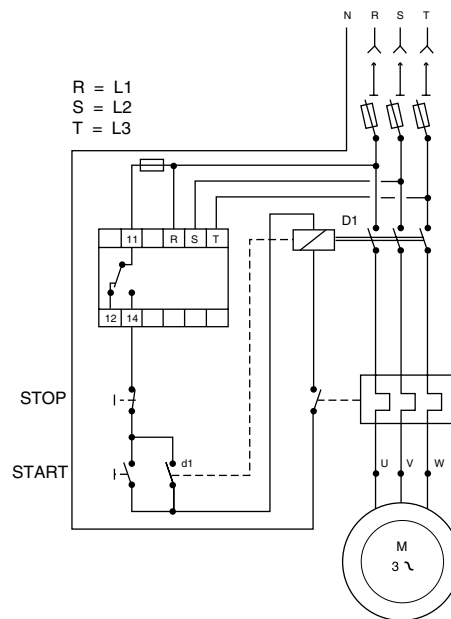 N R S T
R = L1
S = L2
T = L3
D1
11 R S T
12 14
STOP
START
d1
U V W
M
3 ~